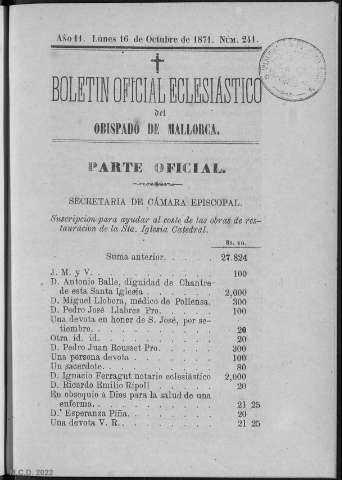 Año 11. Lúnes 16 de Octubre de 1871. NÚM. 241.
BOLETIN OFICIAL ECLESIÁSTICO
del
OBISPADO DE MALLORCA.
PARTE OFICIAL.
SECRETARIA DE CÁMARA EPISCOPAL.
Suscripcion para ayudar al coste de las obras de res-
tauracion de la Sta. Iglesia Catedral.
Rs. vn.
Suma anterior. . . . . 27.824
J. M. y V. . . . . . . . . 100
D. Antonio Balle, dignidad de Chantre
de esta Santa Iglesia . . . . . . 2,000
D. Miguel Llobera, médico de Pollensa. 300
D. Pedro José Llabres Pro. . . . . 100
Una devota en honor de S. José, por se-
tiembre. . . . . . . . . . 20
Otra id. id. . . . . . . . . 20
D. Pedro Juan Rousset Pro. . . . . 300
Una persona devota . . . . . . 100
Un sacerdote. . . . . . . . 80
D. Ignacio Ferragut notario eclesiástico 2,000
D. Ricardo Emilio Ripoll . . . . . 20
En obsequio á Dios para la salud de una
enferma. . . . . . . . . 21 25
D.ª Esperanza Piña. . . . . . . 20
Una devota V. R. . . . . . . . 21 25
C.D. 2022